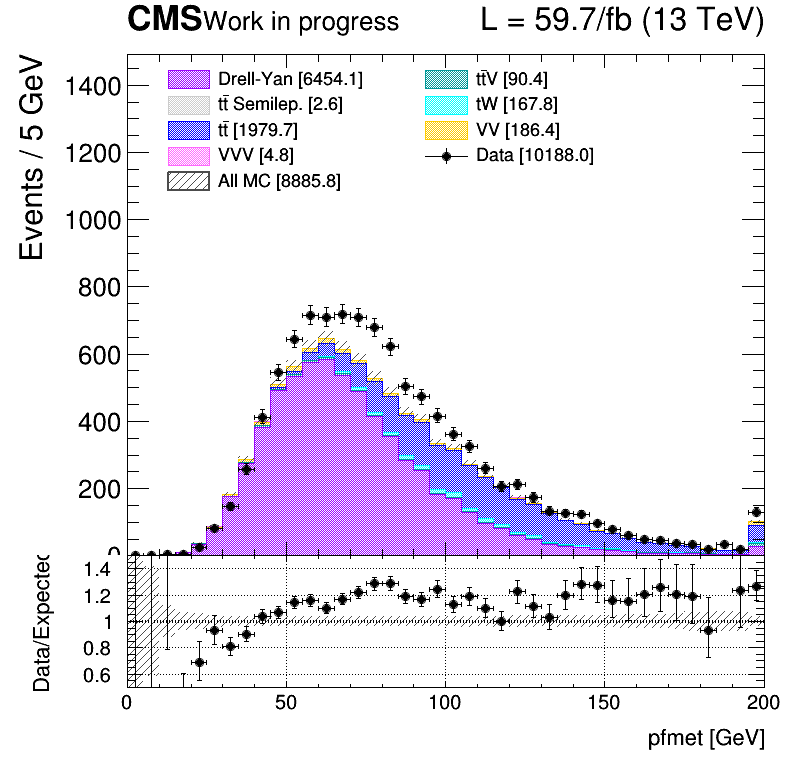 CMS Work in progress L = 59.7/fb (13 TeV)
Events / 5 GeV
1400
1200
1000
800
600
400
200
0
Drell-Yan [6454.1]
tt̄ Semilep. [2.6]
tt̄ [1979.7]
VVV [4.8]
All MC [8885.8]
tt̄V [90.4]
tW [167.8]
VV [186.4]
Data [10188.0]
Data/Expected
1.4
1.2
1
0.8
0.6
0 50 100 150 200
pfmet [GeV]